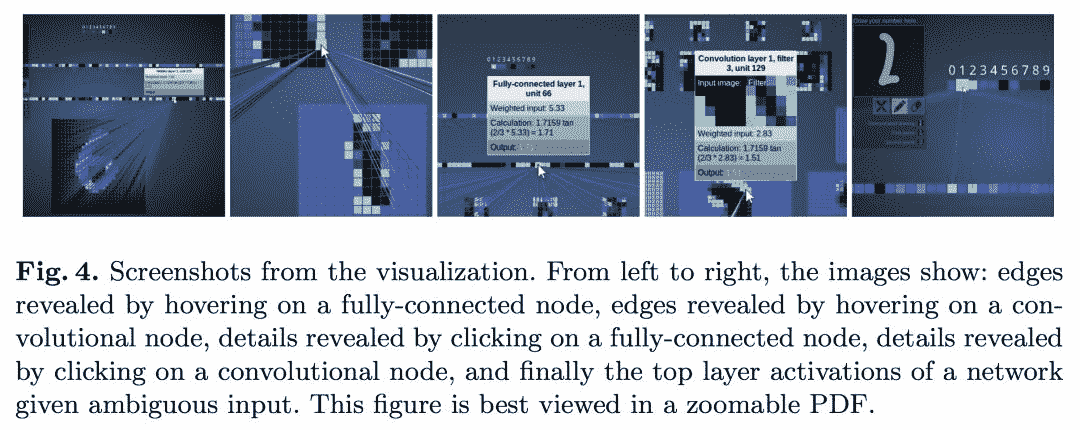 0 1 2 3 4 5 6 7 8 9
0 1 2 3 4 5 6 7 8 9
Fully-connected layer 1,
unit 66
Weighted input: 5.33
Calculation: 1.7159 tan
(2/3 * 5.33) = 1.71
Output:
Convolution layer 1, filter
3, unit 129
Input image: Filter:
Weighted input: 2.83
Calculation: 1.7159 tan
(2/3 * 2.83) = 1.51
Output:
Draw your number here
0 1 2 3 4 5 6 7 8 9
Fig. 4. Screenshots from the visualization. From left to right, the images show: edges
revealed by hovering on a fully-connected node, edges revealed by hovering on a con-
volutional node, details revealed by clicking on a fully-connected node, details revealed
by clicking on a convolutional node, and finally the top layer activations of a network
given ambiguous input. This figure is best viewed in a zoomable PDF.